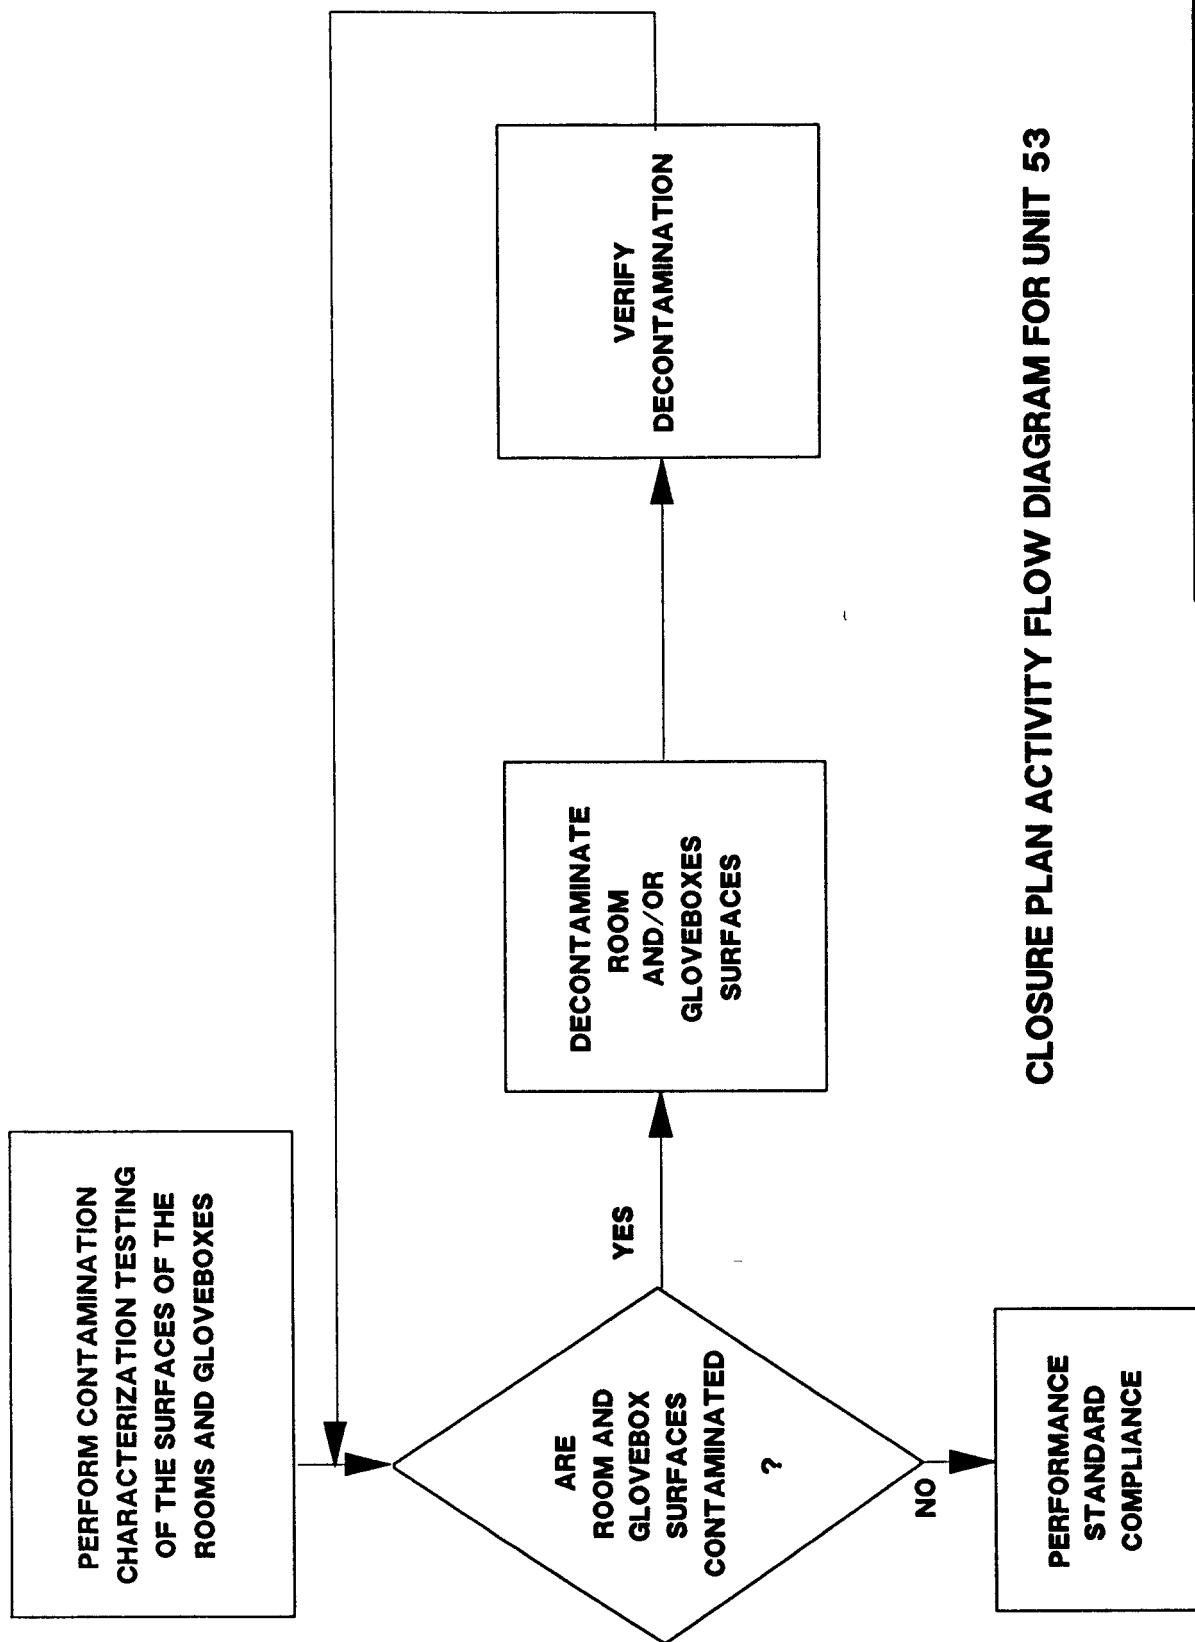 PERFORM CONTAMINATION
CHARACTERIZATION TESTING
OF THE SURFACES OF THE
ROOMS AND GLOVEBOXES
ARE
ROOM AND
GLOVEBOX
SURFACES
CONTAMINATED
?
YES
DECONTAMINATE
ROOM
AND/OR
GLOVEBOXES
SURFACES
VERIFY
DECONTAMINATION
NO
PERFORMANCE
STANDARD
COMPLIANCE
CLOSURE PLAN ACTIVITY FLOW DIAGRAM FOR UNIT 53